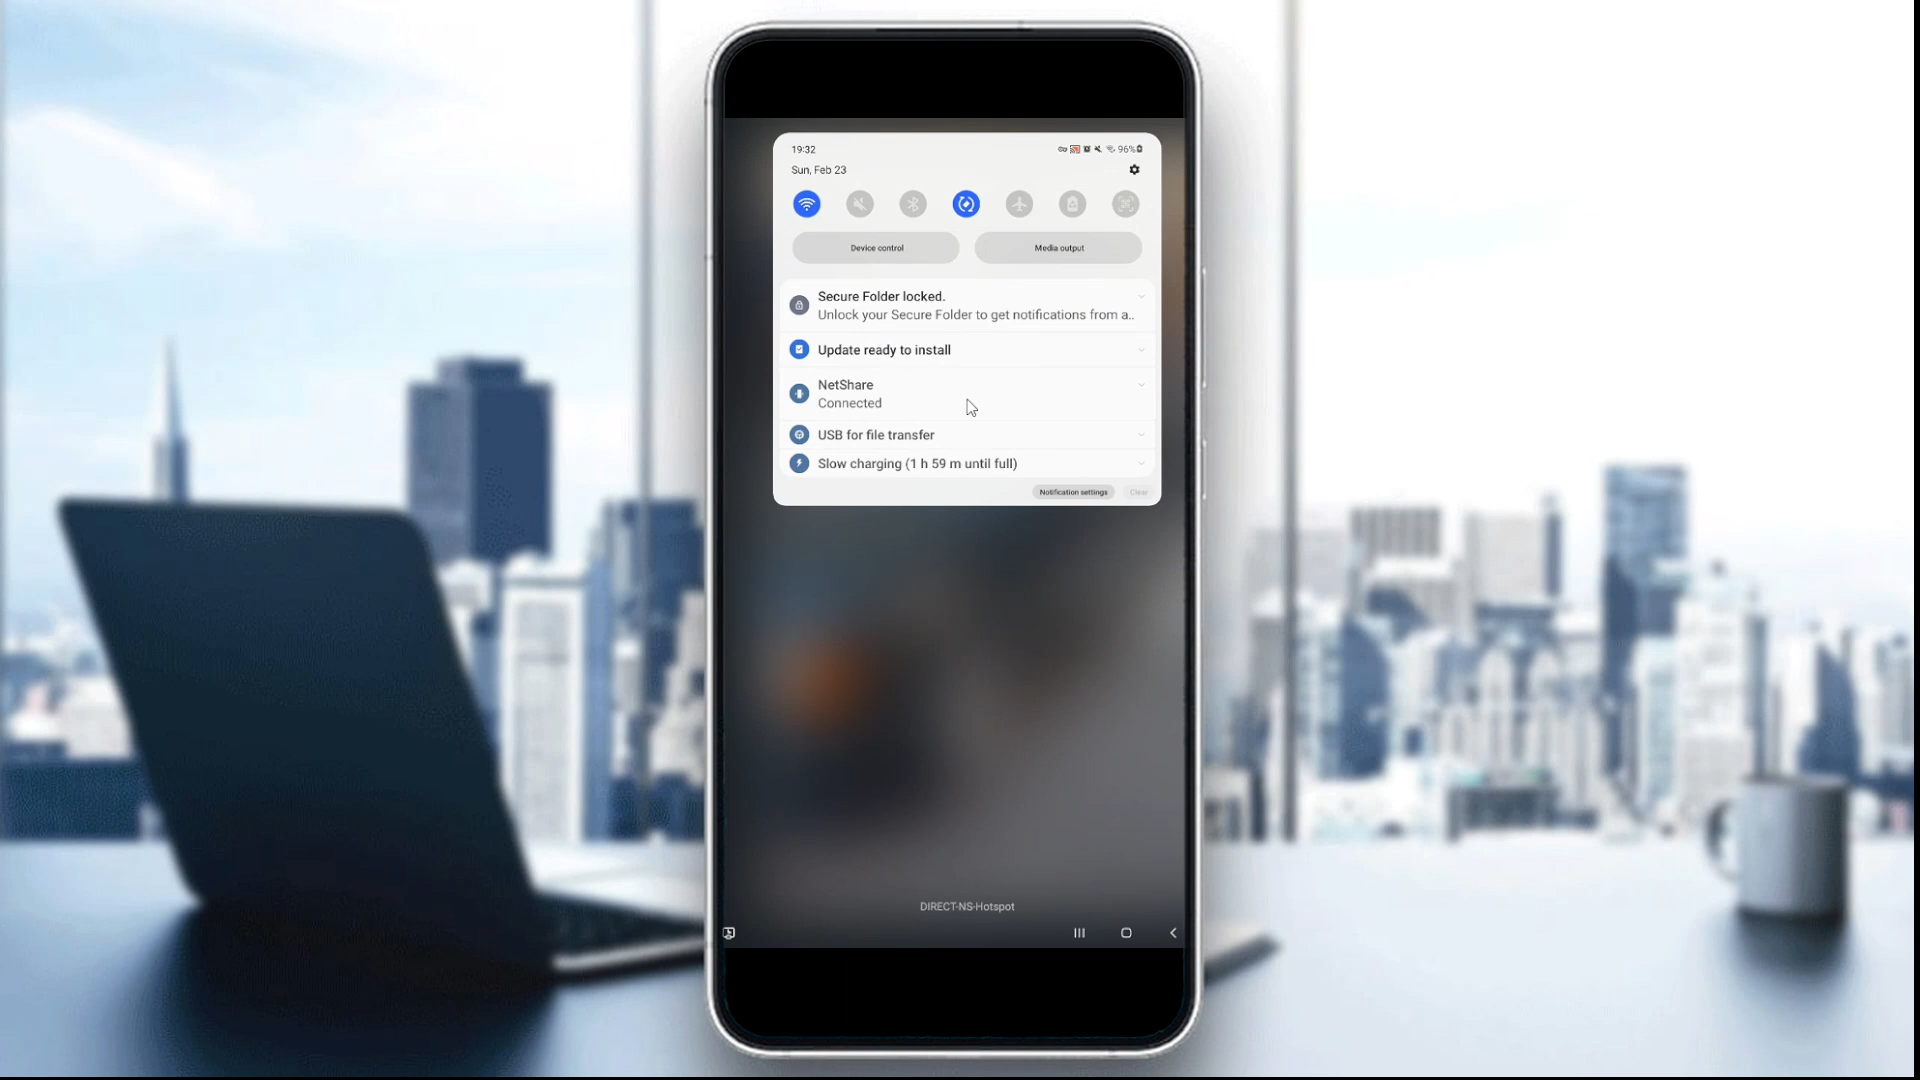 19:32
96%
Sun, Feb 23
Device control
Media output
Secure Folder locked.
Unlock your Secure Folder to get notifications from a..
Update ready to install
NetShare
Connected
USB for file transfer
Slow charging (1 h 59 m until full)
Notification settings
Clear
DIRECT-NS-Hotspot